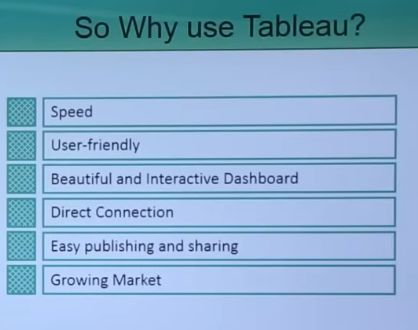 So Why use Tableau?
Speed
User-friendly
Beautiful and Interactive Dashboard
Direct Connection
Easy publishing and sharing
Growing Market